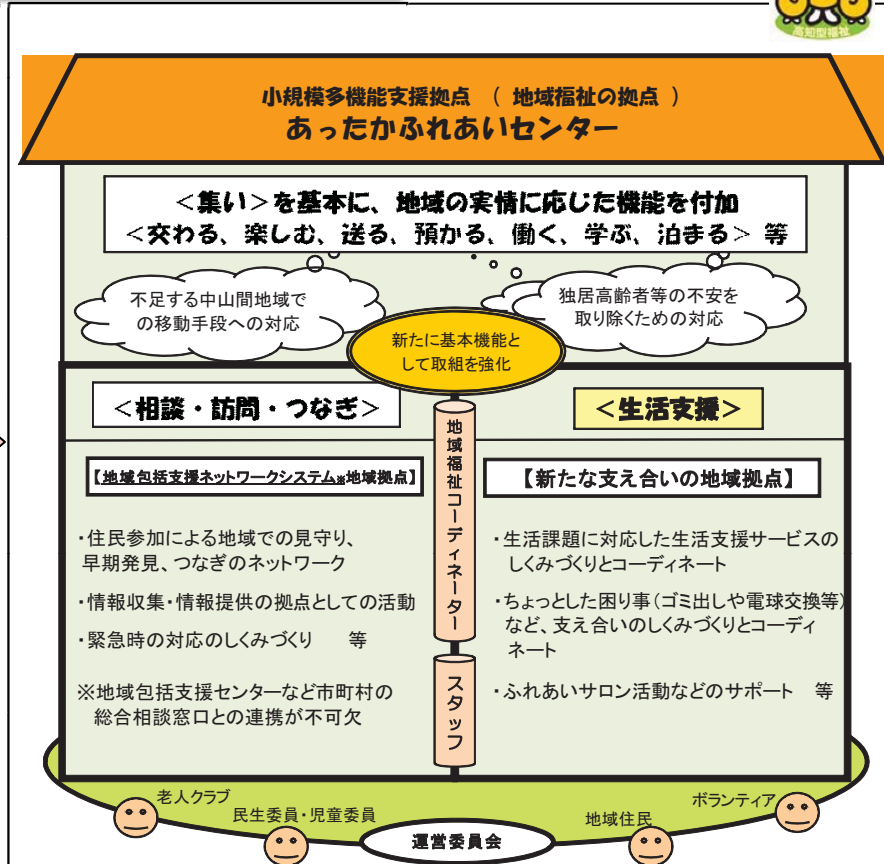 高知型福祉
小規模多機能支援拠点 （ 地域福祉の拠点 ）
あったかふれあいセンター
＜集い＞を基本に、地域の実情に応じた機能を付加
＜交わる、楽しむ、送る、預かる、働く、学ぶ、泊まる＞ 等
不足する中山間地域で
の移動手段への対応
独居高齢者等の不安を
取り除くための対応
新たに基本機能と
して取組を強化
＜相談・訪問・つなぎ＞
【地域包括支援ネットワークシステム※地域拠点】
・住民参加による地域での見守り、
早期発見、つなぎのネットワーク
・情報収集・情報提供の拠点としての活動
・緊急時の対応のしくみづくり 等
※地域包括支援センターなど市町村の
総合相談窓口との連携が不可欠
地域福祉コーディネーター
スタッフ
＜生活支援＞
【新たな支え合いの地域拠点】
・生活課題に対応した生活支援サービスの
しくみづくりとコーディネート
・ちょっとした困り事（ゴミ出しや電球交換等）
など、支え合いのしくみづくりとコーディ
ネート
・ふれあいサロン活動などのサポート 等
老人クラブ
民生委員・児童委員
運営委員会
地域住民
ボランティア